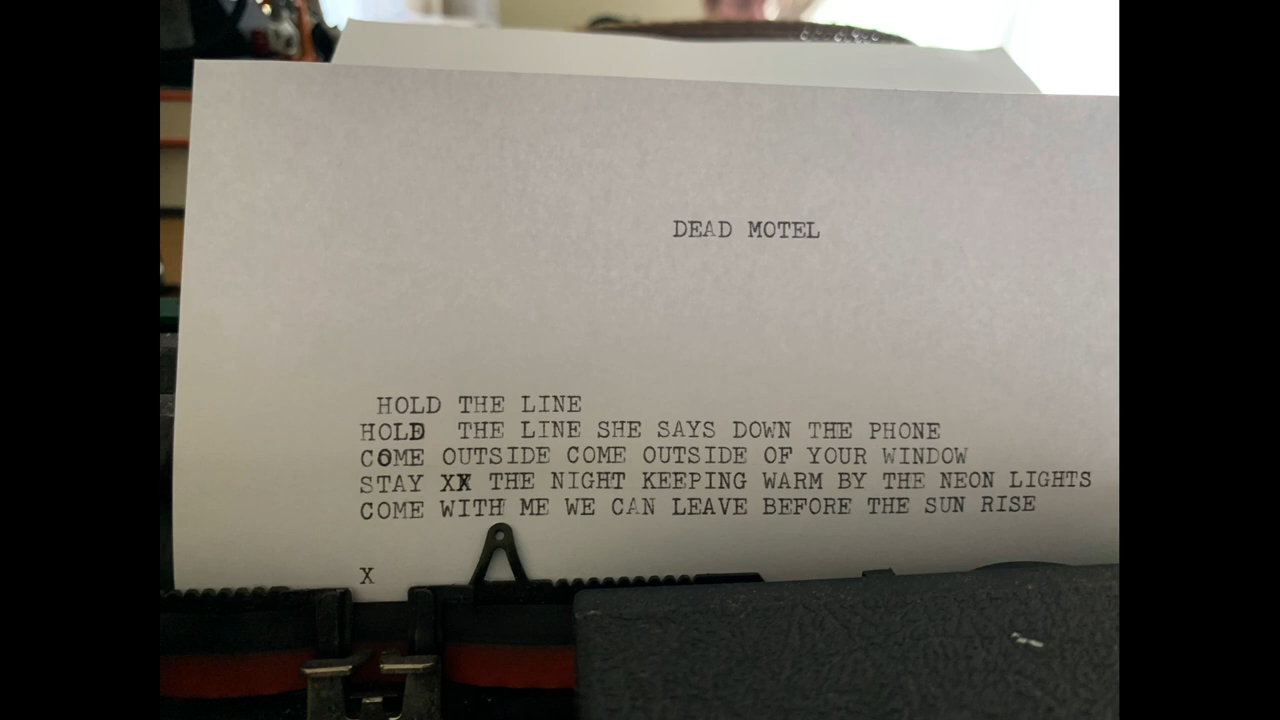 DEAD MOTEL
HOLD THE LINE
HOLD THE LINE SHE SAYS DOWN THE PHONE
COME OUTSIDE COME OUTSIDE OF YOUR WINDOW
STAY XX THE NIGHT KEEPING WARM BY THE NEON LIGHTS
COME WITH ME WE CAN LEAVE BEFORE THE SUN RISE
X